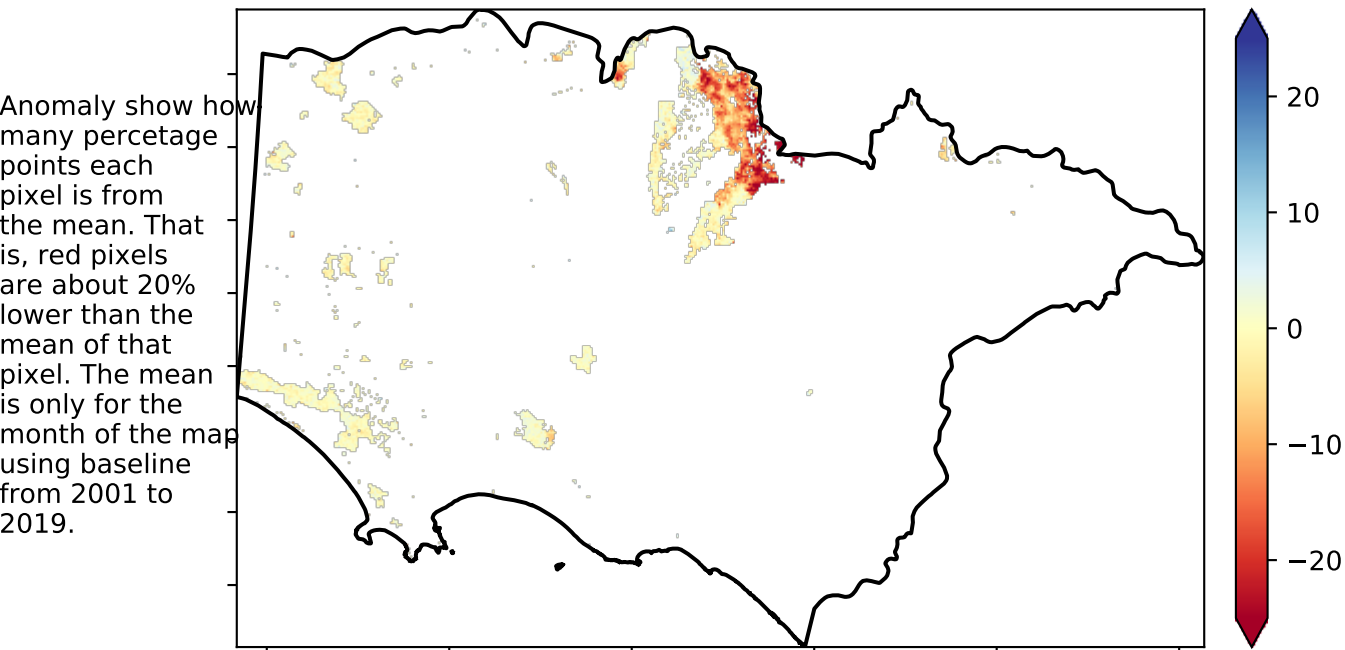 Anomaly show how
many percetage
points each
pixel is from
the mean. That
is, red pixels
are about 20%
lower than the
mean of that
pixel. The mean
is only for the
month of the map
using baseline
from 2001 to
2019.
20
10
0
−10
−20